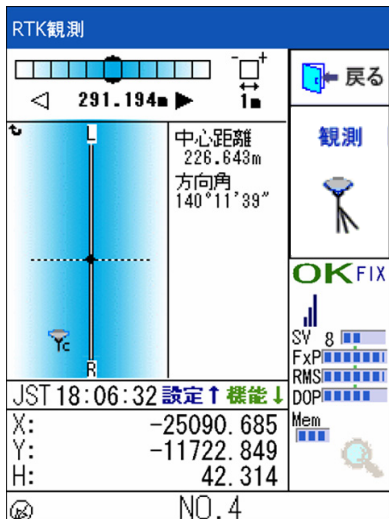 RTK観測
- +
◁ 291.194m ▶ 1m
戻る
観測
L
中心距離
226.643m
方向角
140°11'39"
Yc
R
OK FIX
SV 8
FxP
RMS
DOP
Mem
JST 18:06:32 設定↑ 機能↓
X: -25090.685
Y: -11722.849
H: 42.314
NO.4